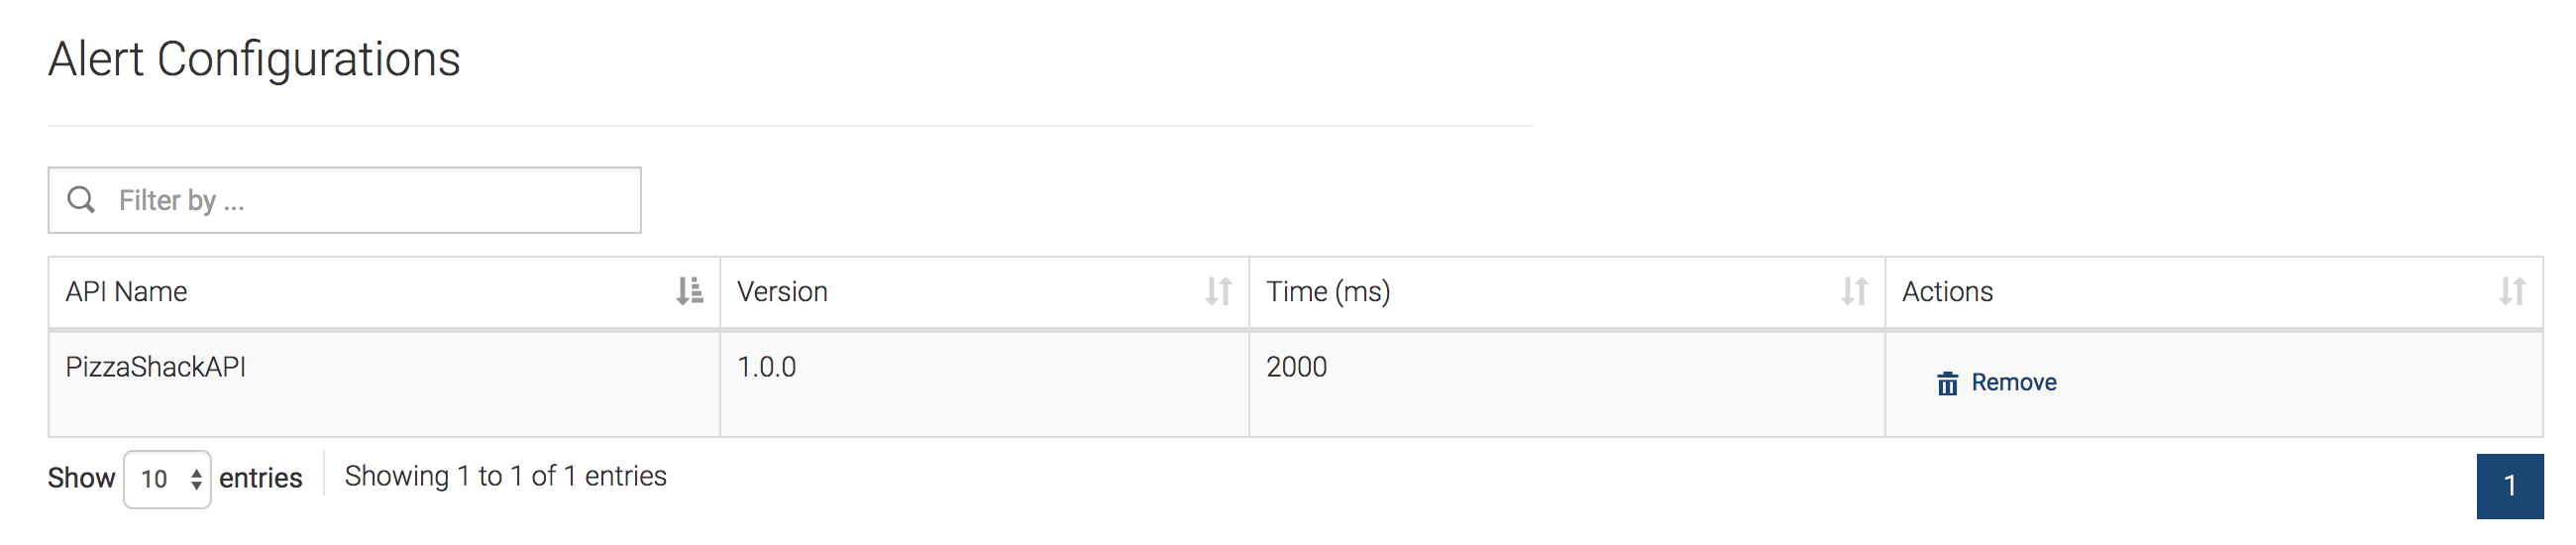 Alert Configurations
Filter by ...
API Name Version Time (ms) Actions
PizzaShackAPI 1.0.0 2000 Remove
Show 10 entries Showing 1 to 1 of 1 entries 1